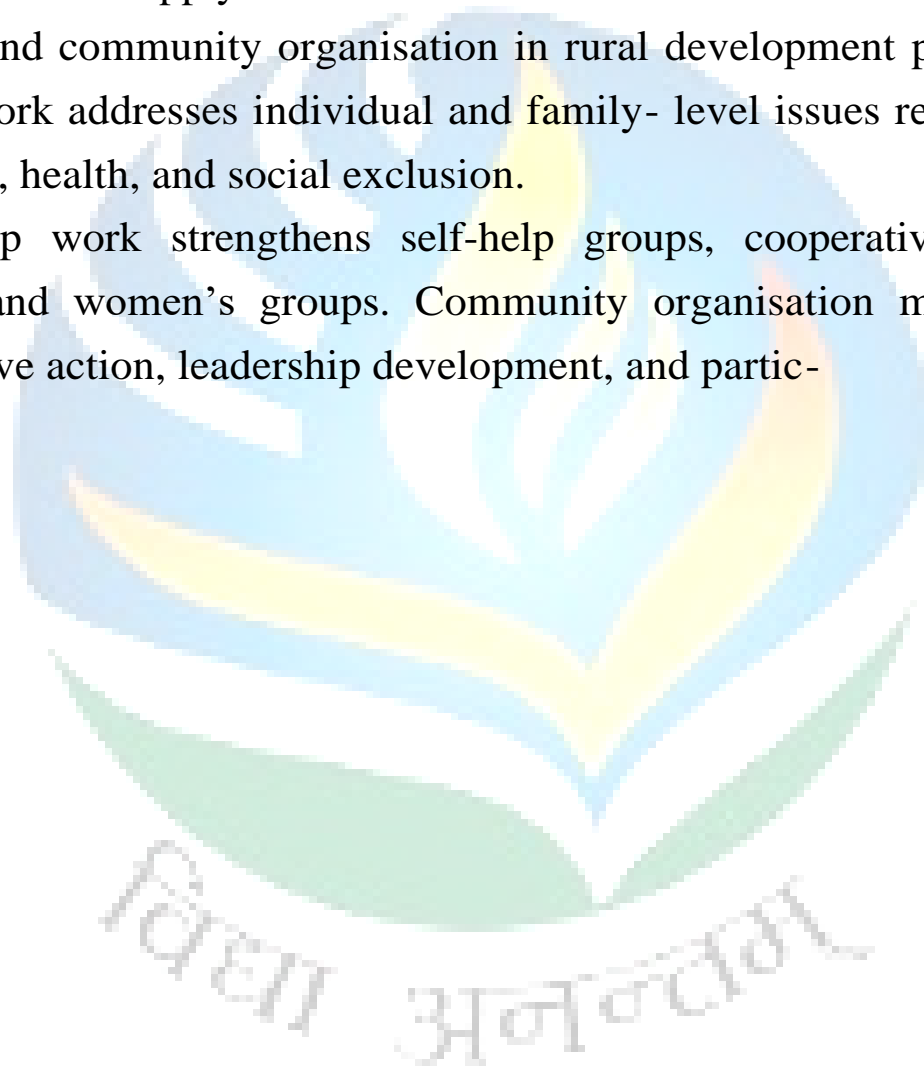 nd community organisation in rural development p
ork addresses individual and family- level issues re
, health, and social exclusion.
p work strengthens self-help groups, cooperativ
and women's groups. Community organisation m
ve action, leadership development, and partic-
विद्या अनन्तम्